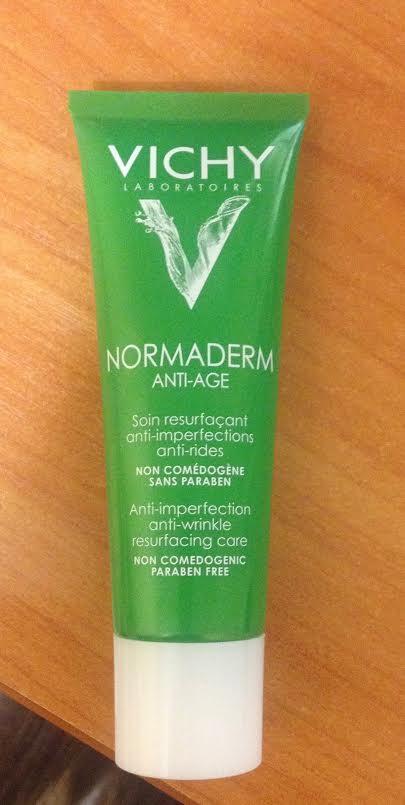 VICHY
LABORATOIRES
NORMADERM
ANTI-AGE
Soin resurfaçant
anti-imperfections
anti-rides
NON COMÉDOGÈNE
SANS PARABEN
Anti-imperfection
anti-wrinkle
resurfacing care
NON COMEDOGENIC
PARABEN FREE